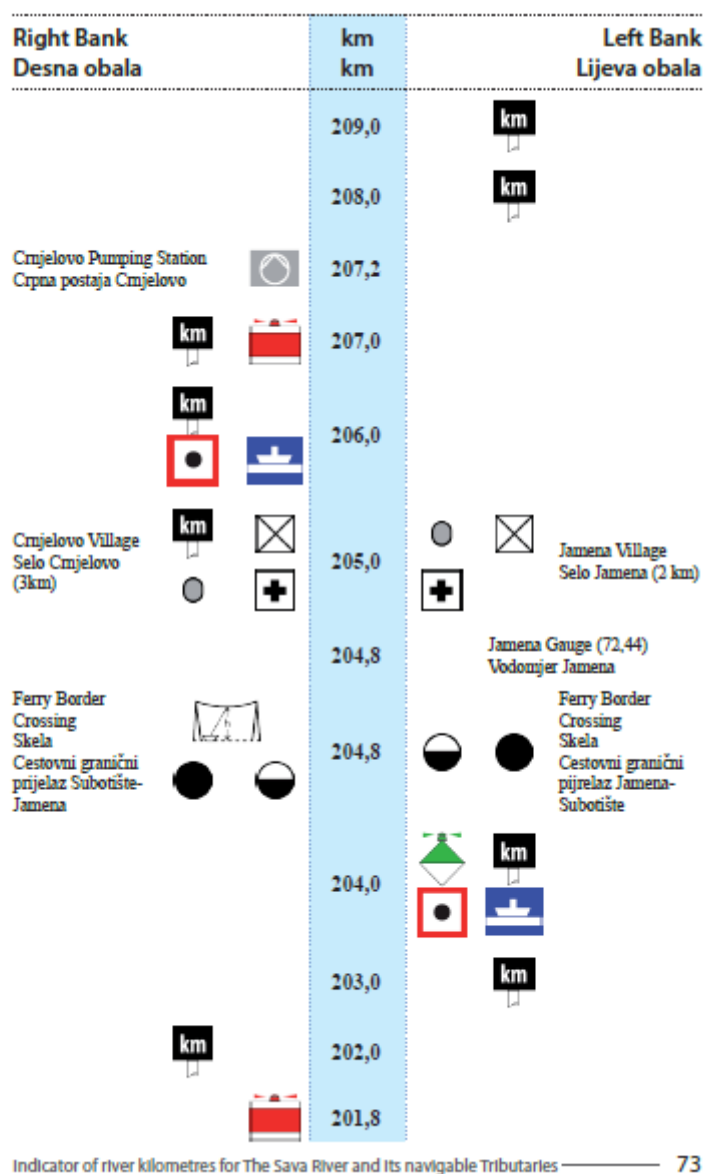 Right Bank km Left Bank
Desna obala km Lijeva obala
209,0 km
208,0 km
Crnjelovo Pumping Station
Crpna postaja Crnjelovo
207,2
km 207,0
km
206,0
Crnjelovo Village
Selo Crnjelovo
(3km)
km
205,0
Jamena Village
Selo Jamena (2 km)
204,8
Jamena Gauge (72,44)
Vodomjer Jamena
Ferry Border
Crossing
Skela
Cestovni granični
prijelaz Subotište-
Jamena
204,8
Ferry Border
Crossing
Skela
Cestovni granični
pijrelaz Jamena-
Subotište
204,0 km
203,0 km
km 202,0
201,8
Indicator of river kilometres for The Sava River and Its navigable Tributaries 73